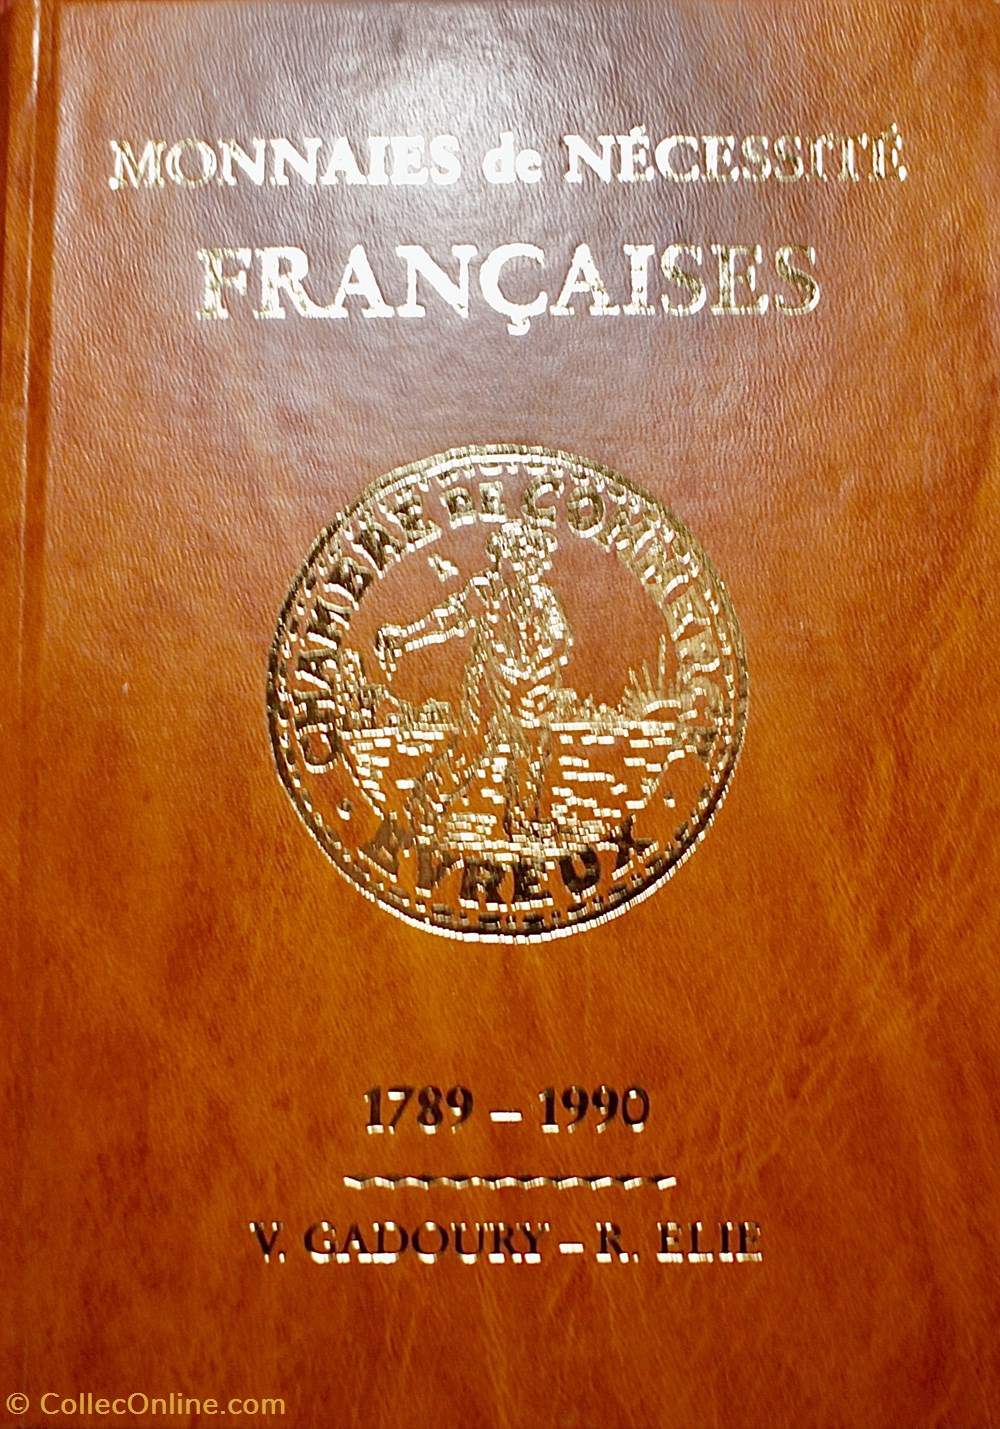 MONNAIES de NÉCESSITÉ
FRANÇAISES
CHAMBRE DE COMMERCE
· EVREUX ·
1789 – 1990
V. GADOURY – R. ELIE
© CollecOnline.com